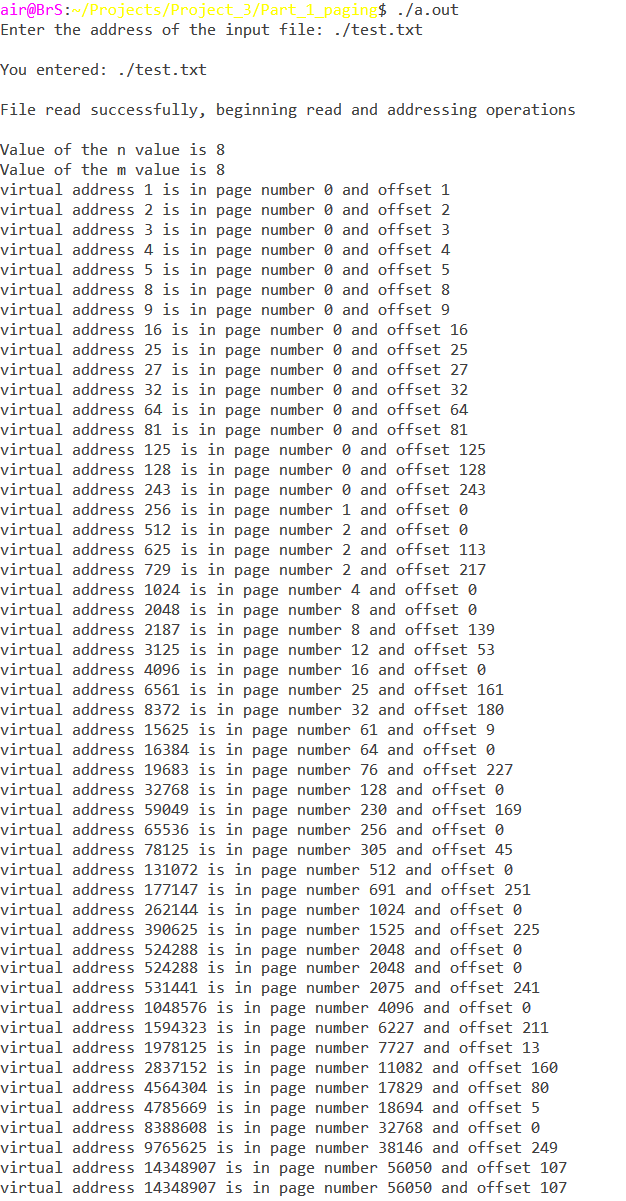 air@BrS:~/Projects/Project_3/Part_1_paging$ ./a.out
Enter the address of the input file: ./test.txt
You entered: ./test.txt
File read successfully, beginning read and addressing operations
Value of the n value is 8
Value of the m value is 8
virtual address 1 is in page number 0 and offset 1
virtual address 2 is in page number 0 and offset 2
virtual address 3 is in page number 0 and offset 3
virtual address 4 is in page number 0 and offset 4
virtual address 5 is in page number 0 and offset 5
virtual address 8 is in page number 0 and offset 8
virtual address 9 is in page number 0 and offset 9
virtual address 16 is in page number 0 and offset 16
virtual address 25 is in page number 0 and offset 25
virtual address 27 is in page number 0 and offset 27
virtual address 32 is in page number 0 and offset 32
virtual address 64 is in page number 0 and offset 64
virtual address 81 is in page number 0 and offset 81
virtual address 125 is in page number 0 and offset 125
virtual address 128 is in page number 0 and offset 128
virtual address 243 is in page number 0 and offset 243
virtual address 256 is in page number 1 and offset 0
virtual address 512 is in page number 2 and offset 0
virtual address 625 is in page number 2 and offset 113
virtual address 729 is in page number 2 and offset 217
virtual address 1024 is in page number 4 and offset 0
virtual address 2048 is in page number 8 and offset 0
virtual address 2187 is in page number 8 and offset 139
virtual address 3125 is in page number 12 and offset 53
virtual address 4096 is in page number 16 and offset 0
virtual address 6561 is in page number 25 and offset 161
virtual address 8372 is in page number 32 and offset 180
virtual address 15625 is in page number 61 and offset 9
virtual address 16384 is in page number 64 and offset 0
virtual address 19683 is in page number 76 and offset 227
virtual address 32768 is in page number 128 and offset 0
virtual address 59049 is in page number 230 and offset 169
virtual address 65536 is in page number 256 and offset 0
virtual address 78125 is in page number 305 and offset 45
virtual address 131072 is in page number 512 and offset 0
virtual address 177147 is in page number 691 and offset 251
virtual address 262144 is in page number 1024 and offset 0
virtual address 390625 is in page number 1525 and offset 225
virtual address 524288 is in page number 2048 and offset 0
virtual address 524288 is in page number 2048 and offset 0
virtual address 531441 is in page number 2075 and offset 241
virtual address 1048576 is in page number 4096 and offset 0
virtual address 1594323 is in page number 6227 and offset 211
virtual address 1978125 is in page number 7727 and offset 13
virtual address 2837152 is in page number 11082 and offset 160
virtual address 4564304 is in page number 17829 and offset 80
virtual address 4785669 is in page number 18694 and offset 5
virtual address 8388608 is in page number 32768 and offset 0
virtual address 9765625 is in page number 38146 and offset 249
virtual address 14348907 is in page number 56050 and offset 107
virtual address 14348907 is in page number 56050 and offset 107